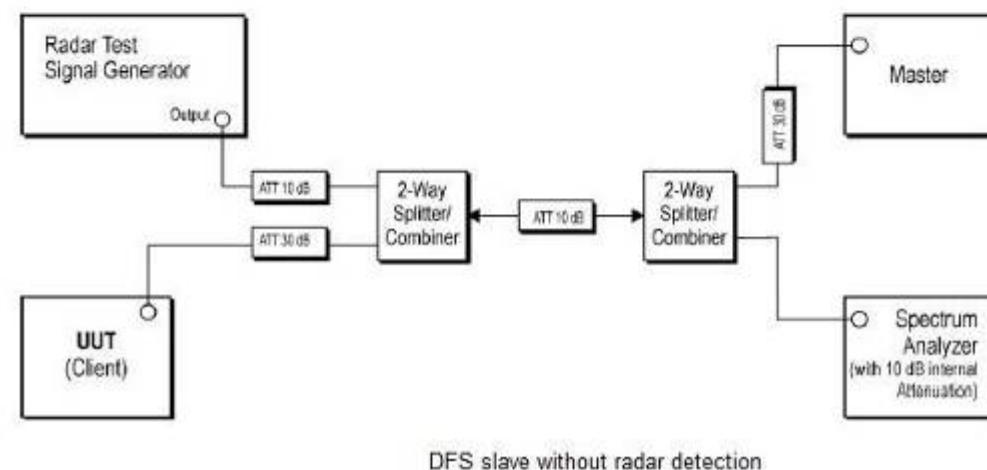 Radar Test
Signal Generator
Output
ATT 10 dB
ATT 30 dB
2-Way
Splitter/
Combiner
ATT 10 dB
2-Way
Splitter/
Combiner
ATT 30 dB
Master
UUT
(Client)
Spectrum
Analyzer
(with 10 dB internal
Attenuation)
DFS slave without radar detection